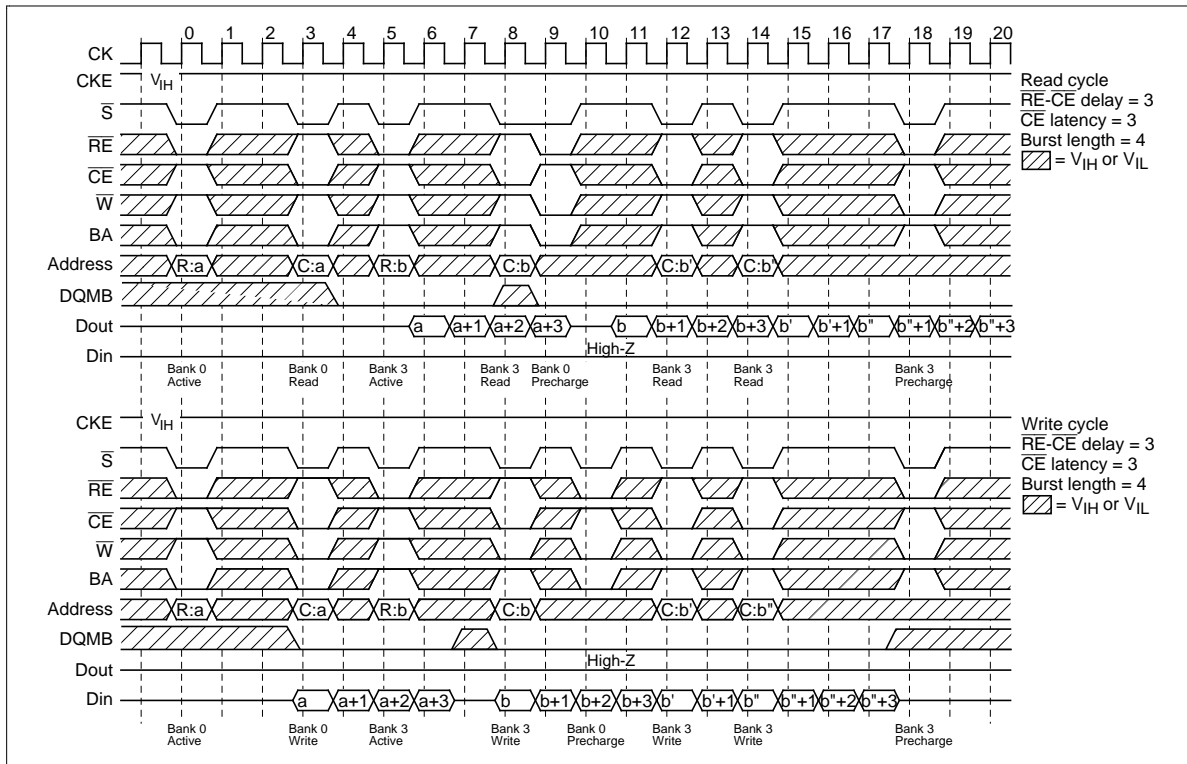 0 1 2 3 4 5 6 7 8 9 10 11 12 13 14 15 16 17 18 19 20
CK
CKE VIH
S
RE
CE
W
BA
Address R:a C:a R:b C:b C:b' C:b"
DQMB
Dout a a+1 a+2 a+3 b b+1 b+2 b+3 b' b'+1 b" b"+1 b"+2 b"+3
High-Z
Din
Bank 0 Active
Bank 0 Read
Bank 3 Active
Bank 3 Read
Bank 0 Precharge
Bank 3 Read
Bank 3 Read
Bank 3 Precharge
Read cycle
RE-CE delay = 3
CE latency = 3
Burst length = 4
= VIH or VIL
CKE VIH
S
RE
CE
W
BA
Address R:a C:a R:b C:b C:b' C:b"
DQMB
High-Z
Dout
Din a a+1 a+2 a+3 b b+1 b+2 b+3 b' b'+1 b" b"+1 b"+2 b"+3
Bank 0 Active
Bank 0 Write
Bank 3 Active
Bank 3 Write
Bank 0 Precharge
Bank 3 Write
Bank 3 Write
Bank 3 Precharge
Write cycle
RE-CE delay = 3
CE latency = 3
Burst length = 4
= VIH or VIL